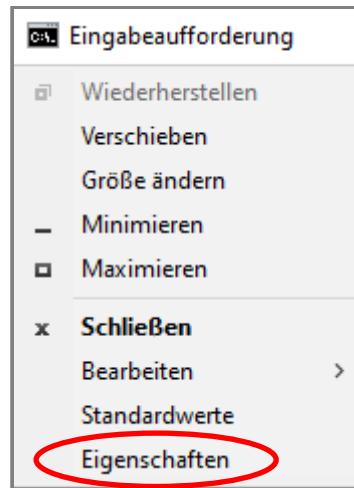 Eingabeaufforderung
Wiederherstellen
Verschieben
Größe ändern
Minimieren
Maximieren
Schließen
Bearbeiten
Standardwerte
Eigenschaften